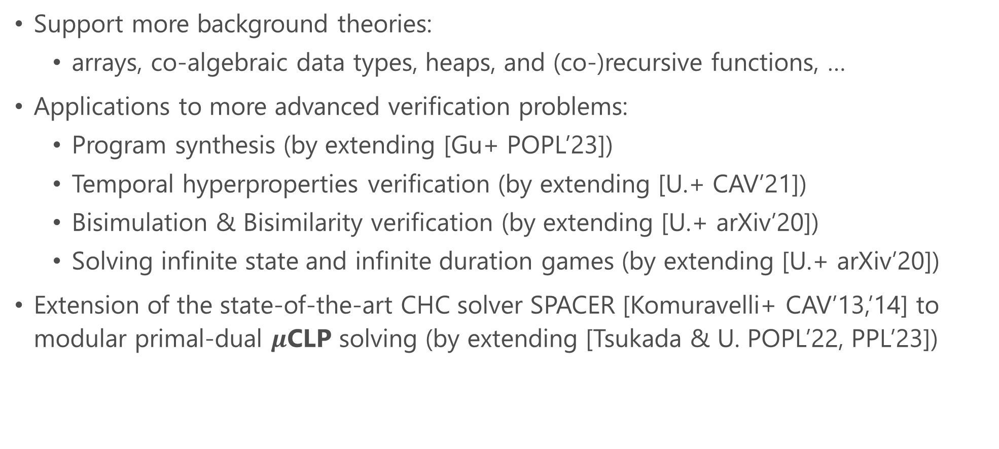 • Support more background theories:
• arrays, co-algebraic data types, heaps, and (co-)recursive functions, ...
• Applications to more advanced verification problems:
• Program synthesis (by extending [Gu+ POPL’23])
• Temporal hyperproperties verification (by extending [U.+ CAV’21])
• Bisimulation & Bisimilarity verification (by extending [U.+ arXiv’20])
• Solving infinite state and infinite duration games (by extending [U.+ arXiv’20])
• Extension of the state-of-the-art CHC solver SPACER [Komuravelli+ CAV’13,’14] to
modular primal-dual μCLP solving (by extending [Tsukada & U. POPL’22, PPL’23])